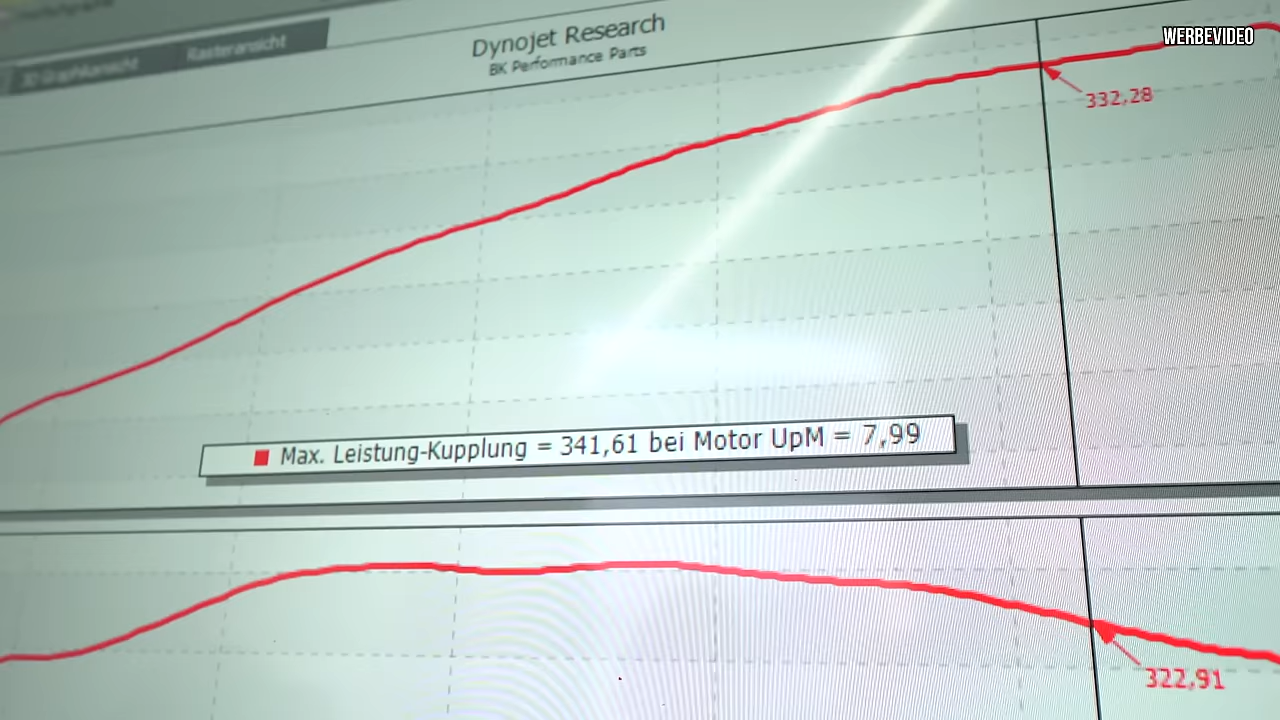 Rasteransicht
Dynojet Research
BK Performance Parts
WERBEVIDEO
332,28
Max. Leistung-Kupplung = 341,61 bei Motor UpM = 7,99
322,91